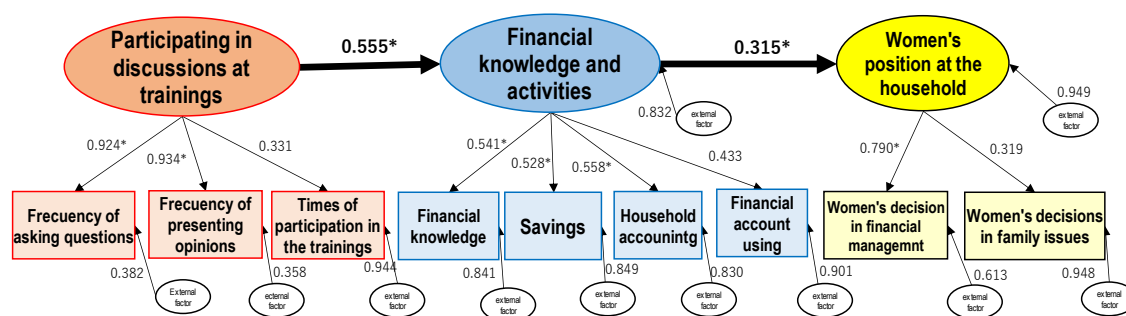 Participating in
discussions at
trainings
0.555*
Financial
knowledge and
activities
0.315*
Women's
position at the
household
0.832
external
factor
0.949
external
factor
0.924*
0.934*
0.331
0.541*
0.528*
0.558*
0.433
0.790*
0.319
Frecuency of
asking questions
Frecuency of
presenting
opinions
Times of
participation in
the trainings
Financial
knowledge
Savings
Household
accounintg
Financial
account
using
Women's decision
in financial
managemnt
Women's decisions
in family issues
0.382
0.358
0.944
0.841
0.849
0.830
0.901
0.613
0.948
External
factor
ecternal
factor
external
factor
external
factor
external
factor
external
factor
external
factor
external
factor
external
factor